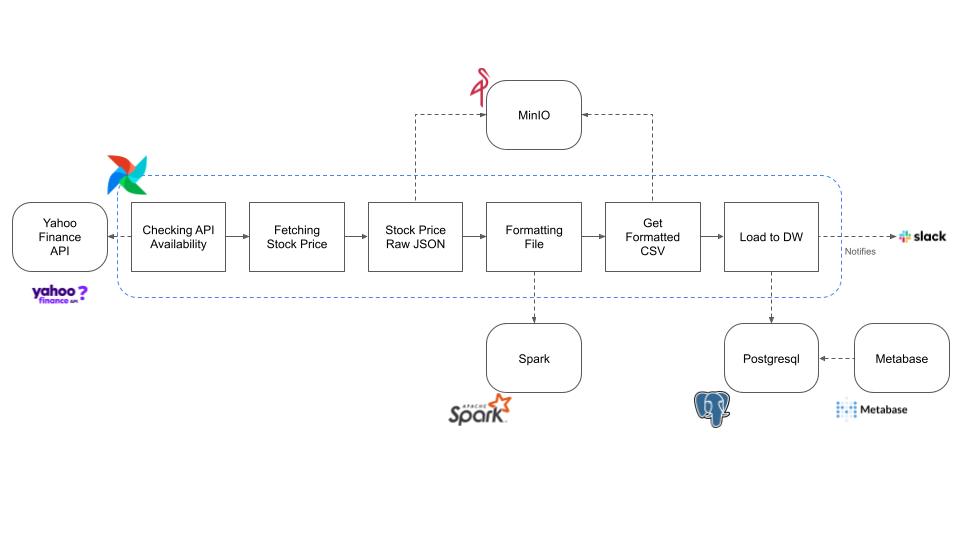 MinIO
Yahoo
Finance
API
Checking API
Availability
Fetching
Stock Price
Stock Price
Raw JSON
Formatting
File
Get
Formatted
CSV
Load to DW
Notifies
slack
yahoo?
finance API
Spark
Postgresql
Metabase
APACHE
Spark
Metabase